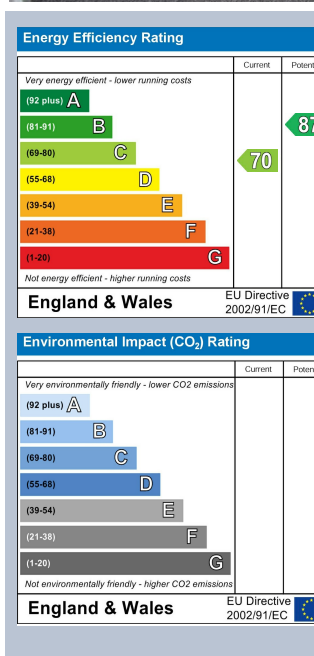 Energy Efficiency Rating
Current Potent
Very energy efficient - lower running costs
(92 plus) A
(81-91) B
87
(69-80) C
70
(55-68) D
(39-54) E
(21-38) F
(1-20) G
Not energy efficient - higher running costs
England & Wales
EU Directive
2002/91/EC
Environmental Impact (CO2) Rating
Current Poten
Very environmentally friendly - lower CO2 emissions
(92 plus) A
(81-91) B
(69-80) C
(55-68) D
(39-54) E
(21-38) F
(1-20) G
Not environmentally friendly - higher CO2 emissions
England & Wales
EU Directive
2002/91/EC